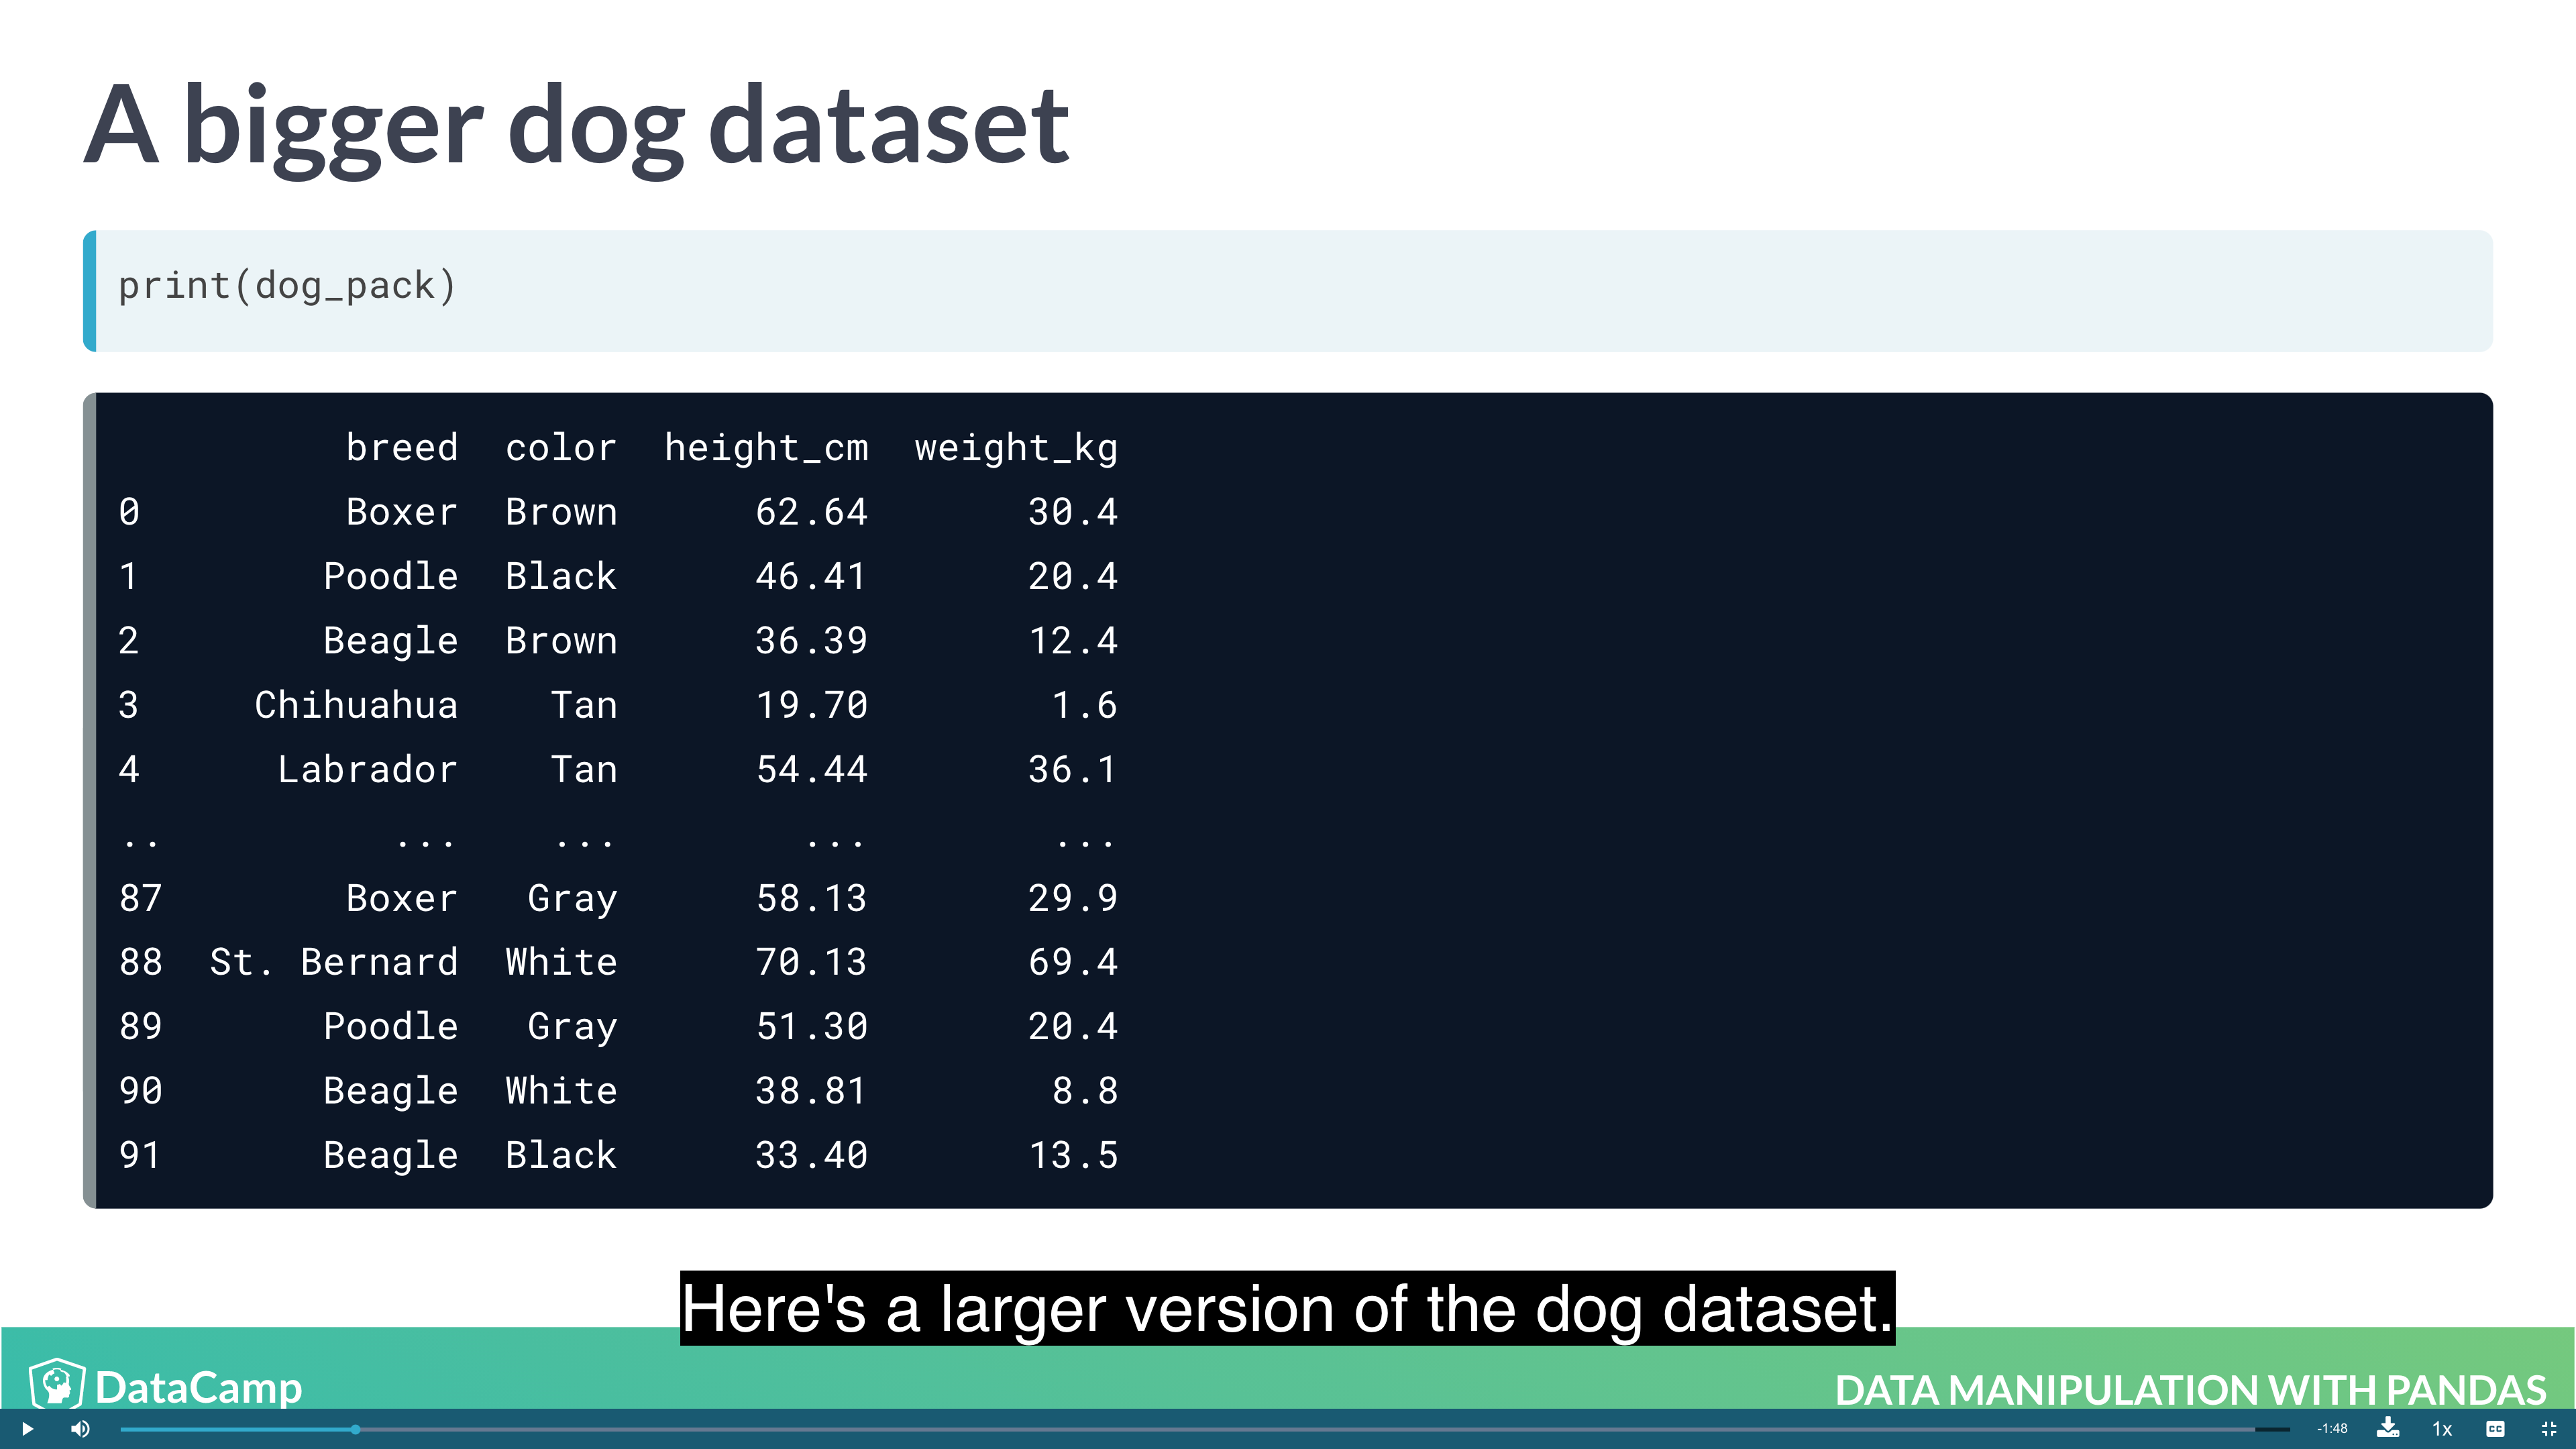 A bigger dog dataset
print(dog_pack)
breed color height_cm weight_kg
0 Boxer Brown 62.64 30.4
1 Poodle Black 46.41 20.4
2 Beagle Brown 36.39 12.4
3 Chihuahua Tan 19.70 1.6
4 Labrador Tan 54.44 36.1
.. ... ... ... ...
87 Boxer Gray 58.13 29.9
88 St. Bernard White 70.13 69.4
89 Poodle Gray 51.30 20.4
90 Beagle White 38.81 8.8
91 Beagle Black 33.40 13.5
Here's a larger version of the dog dataset.
DataCamp DATA MANIPULATION WITH PANDAS
-1:48 1x CC